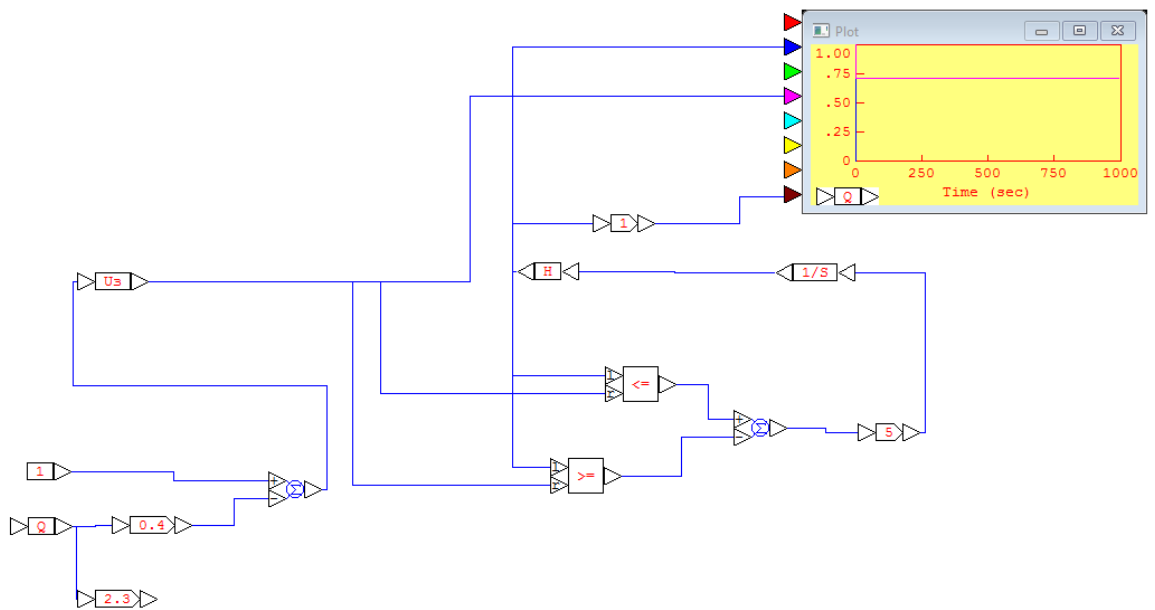 Plot
1.00
.75
.50
.25
0
0 250 500 750 1000
Time (sec)
Q
1
H
1/S
Uз
l
r
<=
+
-
Σ
5
l
r
>=
1
+
-
Σ
Q
0.4
2.3